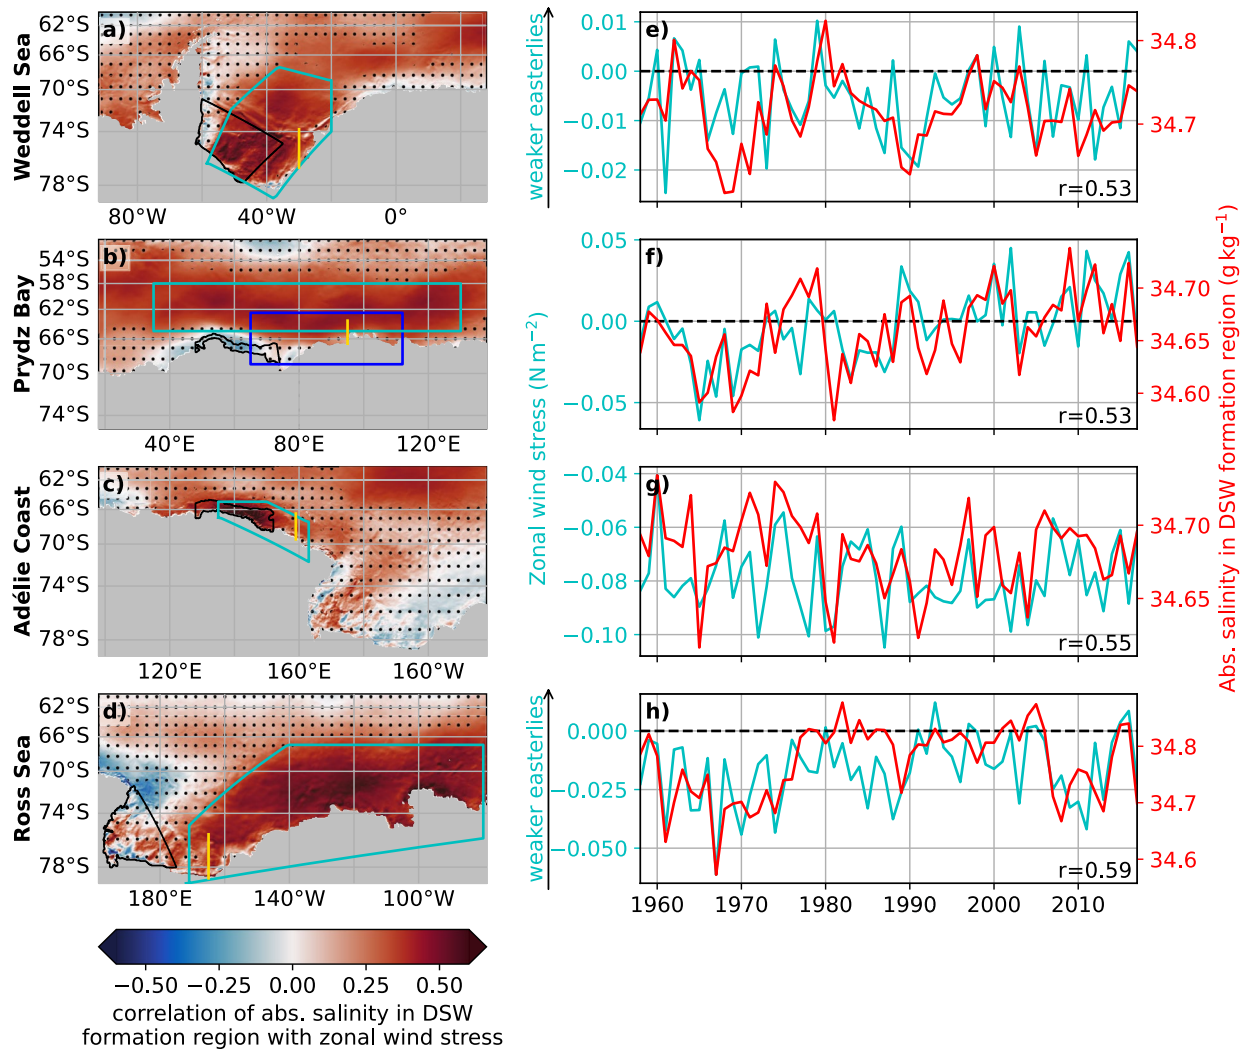 Weddell Sea
a)
62°S
66°S
70°S
74°S
78°S
80°W
40°W
0°
Prydz Bay
b)
54°S
58°S
62°S
66°S
70°S
74°S
40°E
80°E
120°E
Adélie Coast
c)
62°S
66°S
70°S
74°S
78°S
120°E
160°E
160°W
Ross Sea
d)
62°S
66°S
70°S
74°S
78°S
180°E
140°W
100°W
−0.50
−0.25
0.00
0.25
0.50
correlation of abs. salinity in DSW
formation region with zonal wind stress
weaker easterlies
Zonal wind stress (N m⁻²)
weaker easterlies
e)
0.01
0.00
−0.01
−0.02
34.8
34.7
r=0.53
f)
0.05
0.00
−0.05
34.70
34.65
34.60
r=0.53
g)
−0.04
−0.06
−0.08
−0.10
34.70
34.65
r=0.55
h)
0.000
−0.025
−0.050
34.8
34.7
34.6
r=0.59
1960
1970
1980
1990
2000
2010
Abs. salinity in DSW formation region (g kg⁻¹)